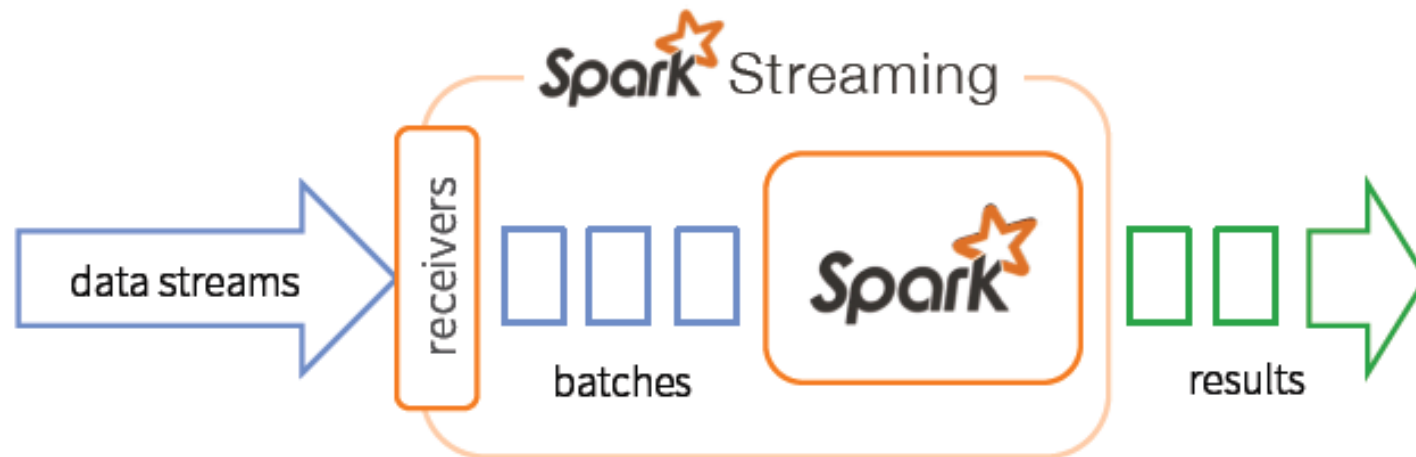 Spark Streaming
data streams
receivers
batches
Spark
results